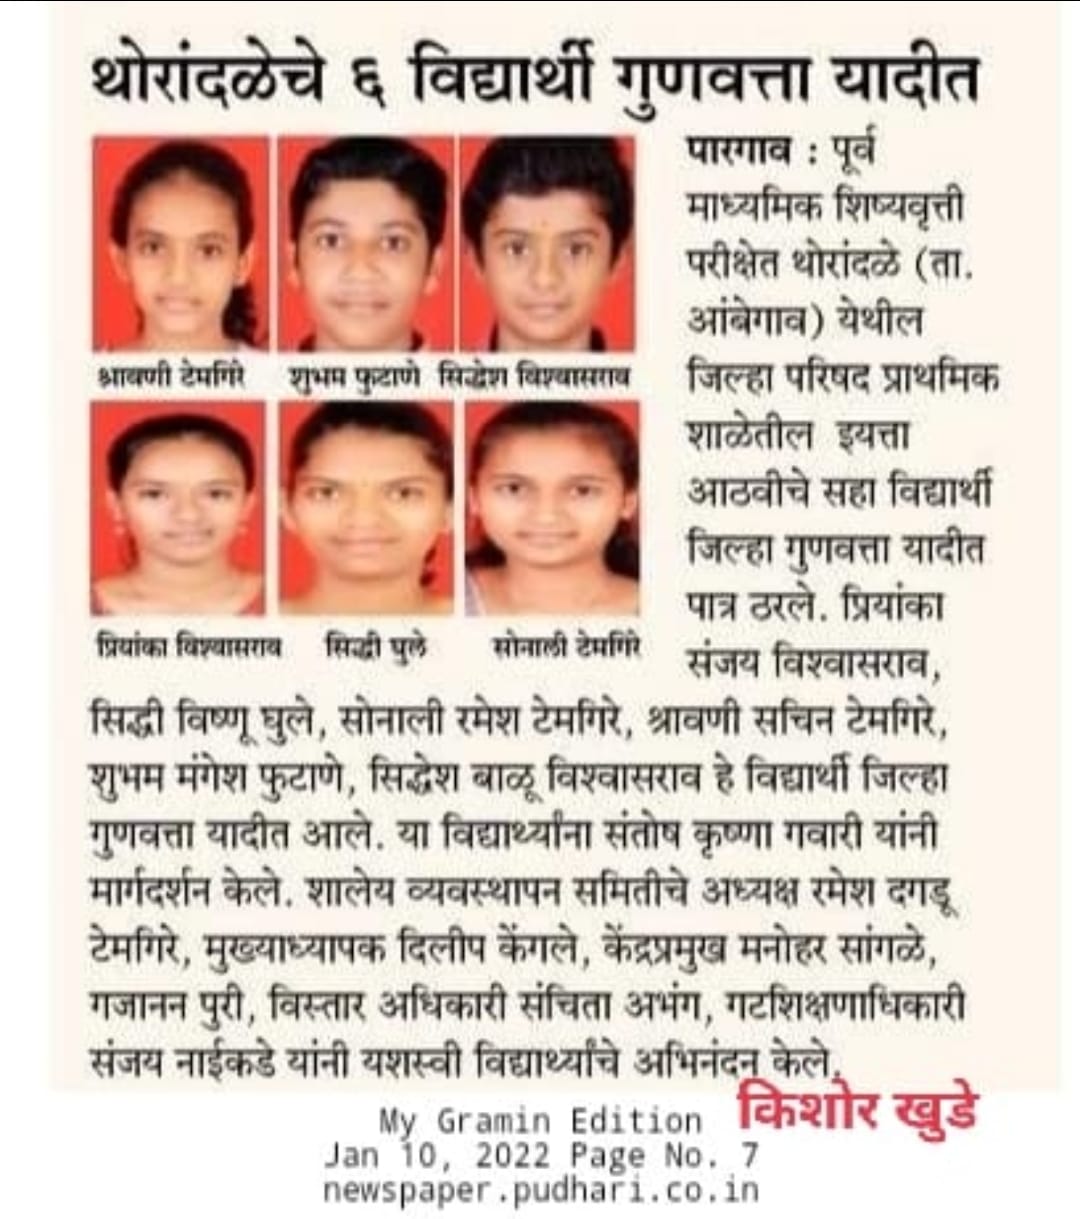 थोरांदळेचे ६ विद्यार्थी गुणवत्ता यादीत
श्रावणी टेमगिरे शुभम फुटाणे सिद्धेश विश्वासराव
प्रियांका विश्वासराव सिद्धी घुले सोनाली टेमगिरे
पारगाव : पूर्व
माध्यमिक शिष्यवृत्ती
परीक्षेत थोरांदळे (ता.
आंबेगाव) येथील
जिल्हा परिषद प्राथमिक
शाळेतील इयत्ता
आठवीचे सहा विद्यार्थी
जिल्हा गुणवत्ता यादीत
पात्र ठरले. प्रियांका
संजय विश्वासराव,
सिद्धी विष्णू घुले, सोनाली रमेश टेमगिरे, श्रावणी सचिन टेमगिरे,
शुभम मंगेश फुटाणे, सिद्धेश बाळू विश्वासराव हे विद्यार्थी जिल्हा
गुणवत्ता यादीत आले. या विद्यार्थ्यांना संतोष कृष्णा गवारी यांनी
मार्गदर्शन केले. शालेय व्यवस्थापन समितीचे अध्यक्ष रमेश दगडू
टेमगिरे, मुख्याध्यापक दिलीप केंगले, केंद्रप्रमुख मनोहर सांगळे,
गजानन पुरी, विस्तार अधिकारी संचिता अभंग, गटशिक्षणाधिकारी
संजय नाईकडे यांनी यशस्वी विद्यार्थ्यांचे अभिनंदन केले.
किशोर खुडे
My Gramin Edition
Jan 10, 2022 Page No. 7
newspaper.pudhari.co.in